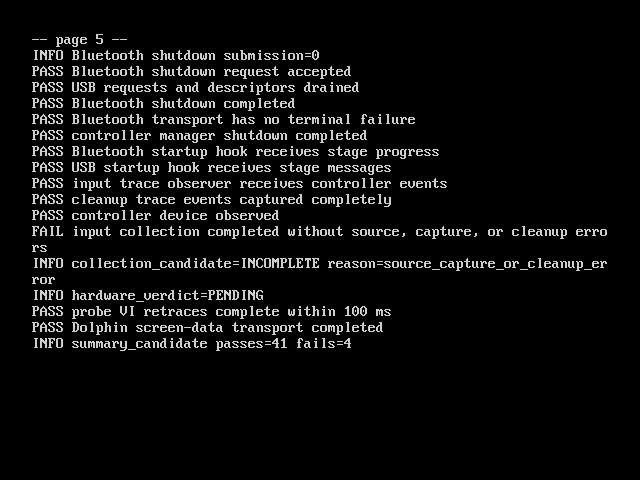 -- page 5 --
INFO Bluetooth shutdown submission=0
PASS Bluetooth shutdown request accepted
PASS USB requests and descriptors drained
PASS Bluetooth shutdown completed
PASS Bluetooth transport has no terminal failure
PASS controller manager shutdown completed
PASS Bluetooth startup hook receives stage progress
PASS USB startup hook receives stage messages
PASS input trace observer receives controller events
PASS cleanup trace events captured completely
PASS controller device observed
FAIL input collection completed without source, capture, or cleanup erro
rs
INFO collection_candidate=INCOMPLETE reason=source_capture_or_cleanup_er
ror
INFO hardware_verdict=PENDING
PASS probe VI retraces complete within 100 ms
PASS Dolphin screen-data transport completed
INFO summary_candidate passes=41 fails=4